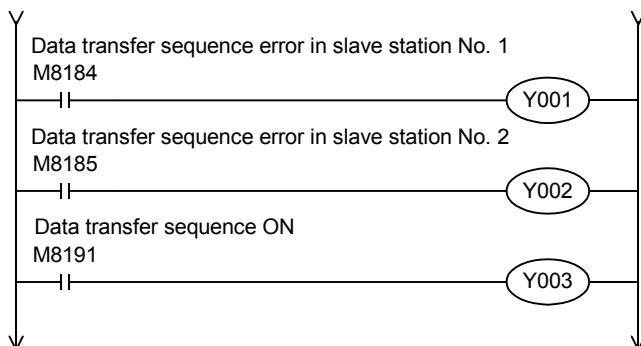 Data transfer sequence error in slave station No. 1
M8184
Y001
Data transfer sequence error in slave station No. 2
M8185
Y002
Data transfer sequence ON
M8191
Y003